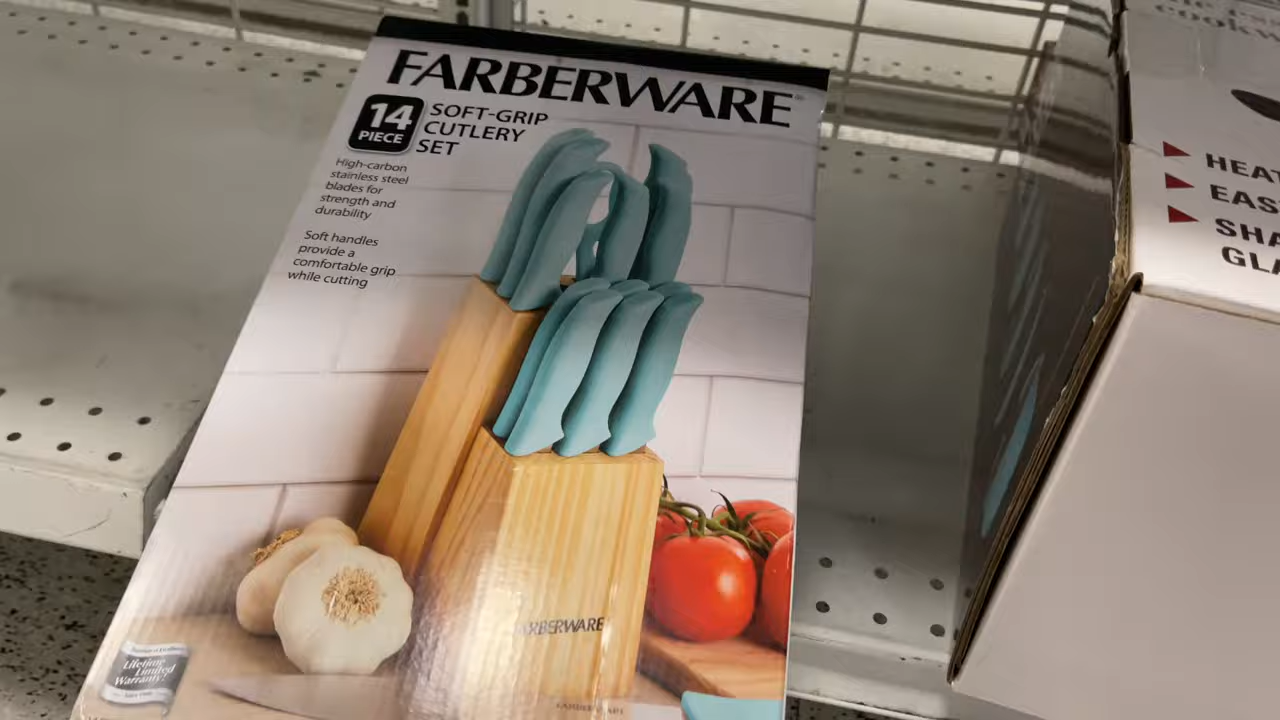 FARBERWARE
14
PIECE
SOFT-GRIP
CUTLERY
SET
High-carbon
stainless steel
blades for
strength and
durability
Soft handles
provide a
comfortable grip
while cutting
FARBERWARE
Lifetime
Limited
Warranty!
HEAT
EAS
SHA
GLA